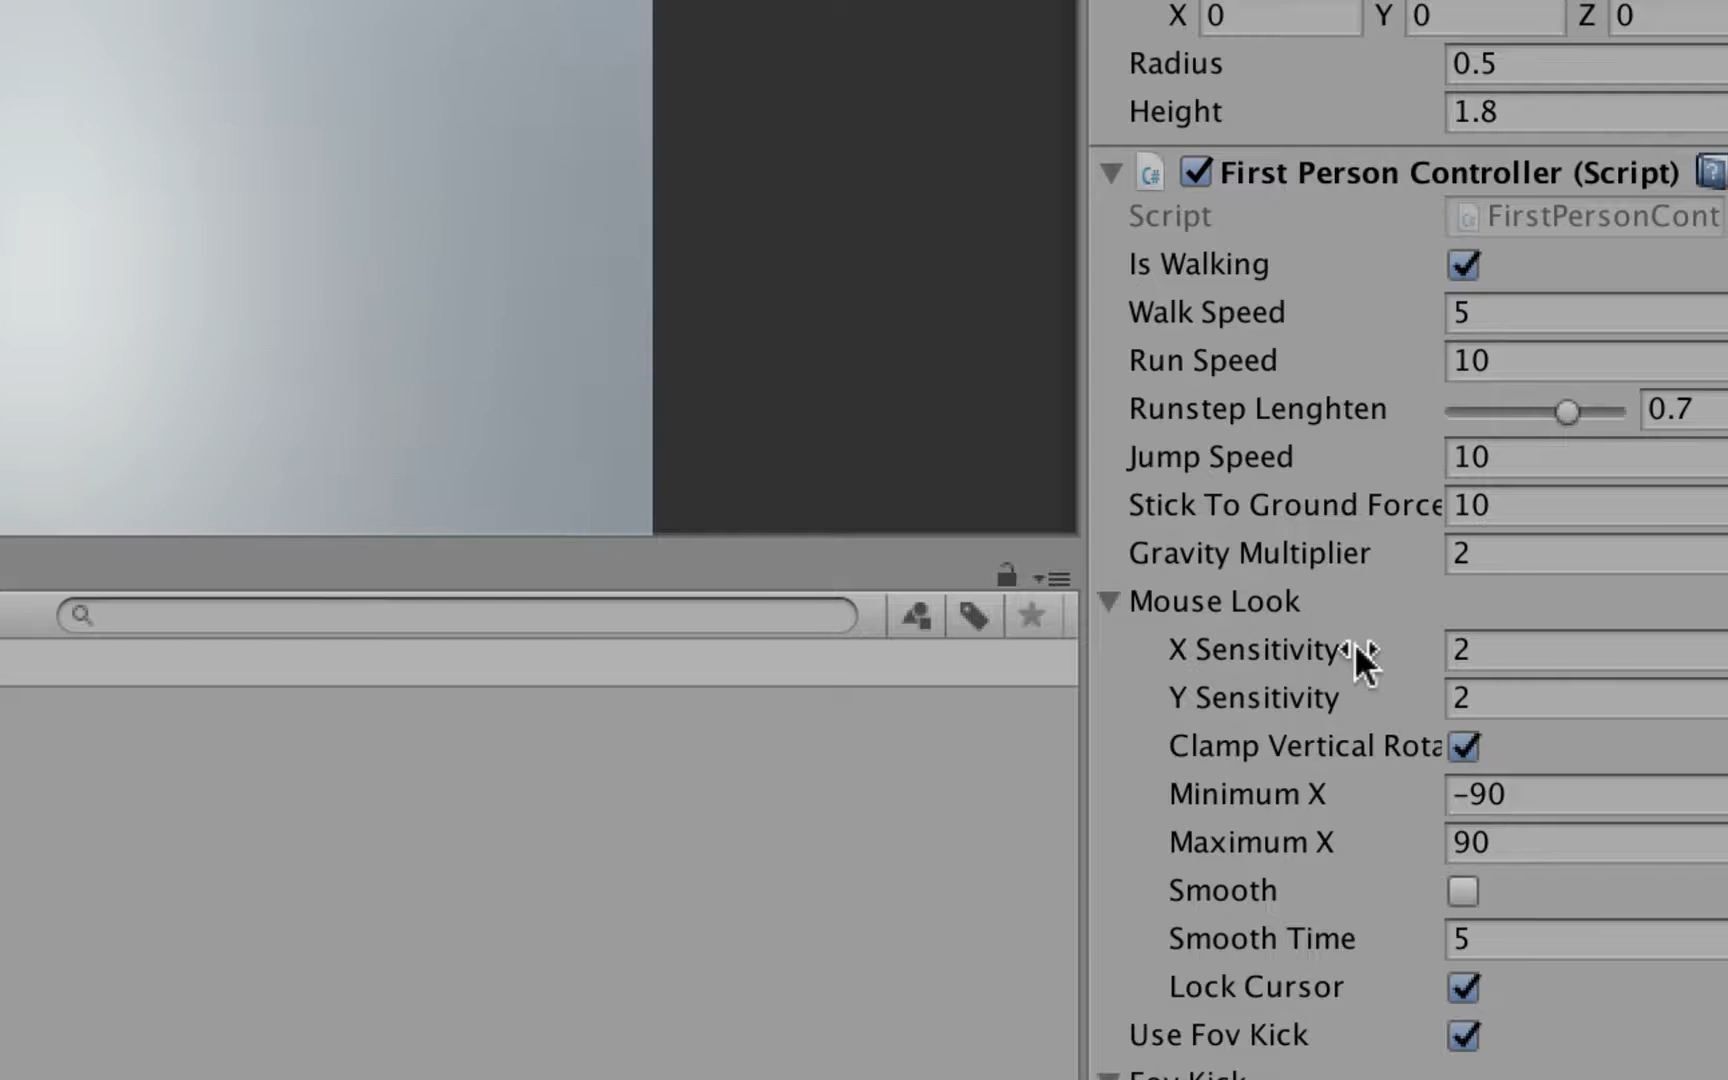 X 0 Y 0 Z 0
Radius 0.5
Height 1.8
C# First Person Controller (Script) ?
Script FirstPersonCont
Is Walking
Walk Speed 5
Run Speed 10
Runstep Lenghten 0.7
Jump Speed 10
Stick To Ground Force 10
Gravity Multiplier 2
Mouse Look
X Sensitivity 2
Y Sensitivity 2
Clamp Vertical Rota
Minimum X -90
Maximum X 90
Smooth
Smooth Time 5
Lock Cursor
Use Fov Kick
Fov Kick